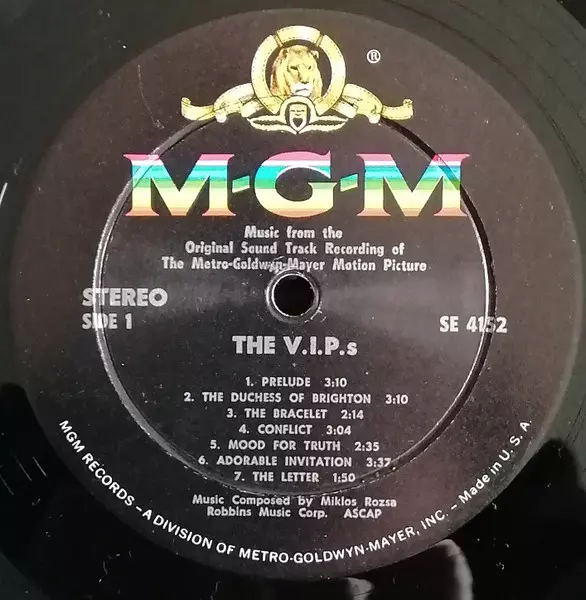 ®
M-G-M
Music from the
Original Sound Track Recording of
The Metro-Goldwyn-Mayer Motion Picture
STEREO
SIDE 1
SE 4152
THE V.I.P.s
1. PRELUDE 3:10
2. THE DUCHESS OF BRIGHTON 3:10
3. THE BRACELET 2:14
4. CONFLICT 3:04
5. MOOD FOR TRUTH 2:35
6. ADORABLE INVITATION 3:37
7. THE LETTER 1:50
Music Composed by Miklos Rozsa
Robbins Music Corp. ASCAP
MGM RECORDS – A DIVISION OF METRO-GOLDWYN-MAYER, INC. – Made in U. S. A.